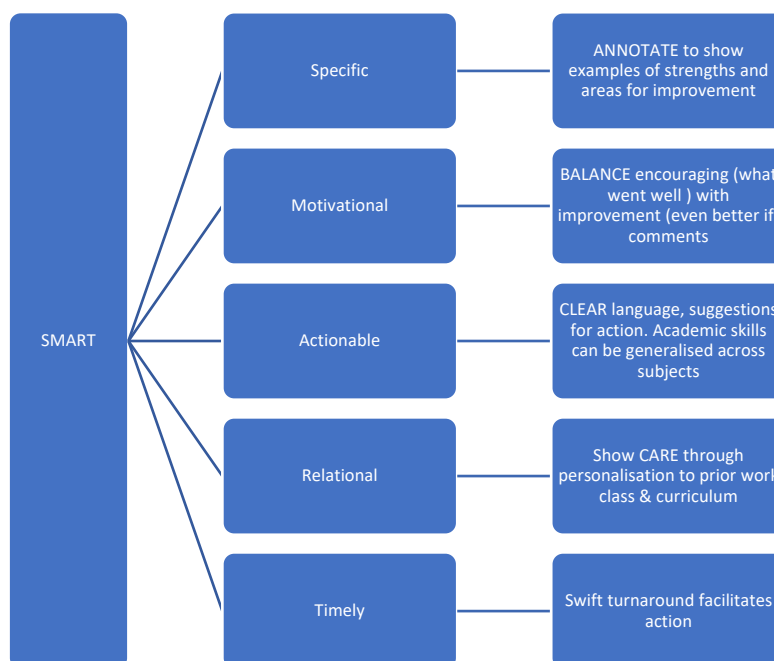 SMART
Specific
ANNOTATE to show
examples of strengths and
areas for improvement
Motivational
BALANCE encouraging (what
went well ) with
improvement (even better if
comments
Actionable
CLEAR language, suggestions
for action. Academic skills
can be generalised across
subjects
Relational
Show CARE through
personalisation to prior work
class & curriculum
Timely
Swift turnaround facilitates
action